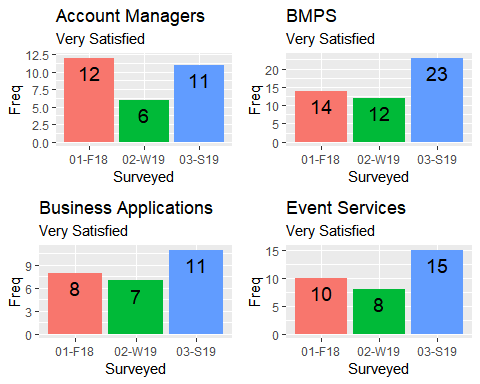 Account Managers
Very Satisfied
12.5
10.0
7.5
5.0
2.5
0.0
Freq
12
6
11
01-F18 02-W19 03-S19
Surveyed
BMPS
Very Satisfied
20
15
10
5
0
Freq
14
12
23
01-F18 02-W19 03-S19
Surveyed
Business Applications
Very Satisfied
9
6
3
0
Freq
8
7
11
01-F18 02-W19 03-S19
Surveyed
Event Services
Very Satisfied
15
10
5
0
Freq
10
8
15
01-F18 02-W19 03-S19
Surveyed